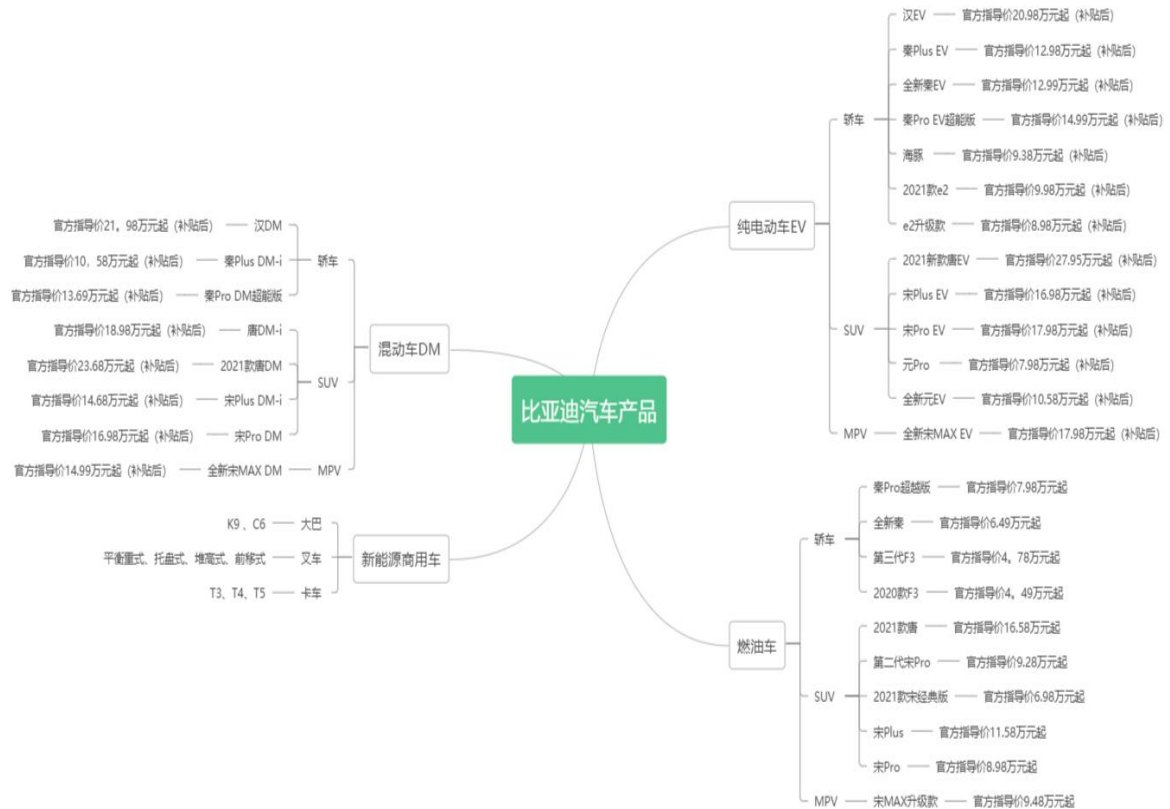 比亚迪汽车产品
纯电动车EV
轿车
汉EV 官方指导价20.98万元起（补贴后）
秦Plus EV 官方指导价12.98万元起（补贴后）
全新秦EV 官方指导价12.99万元起（补贴后）
秦Pro EV超能版 官方指导价14.99万元起（补贴后）
海豚 官方指导价9.38万元起（补贴后）
2021款e2 官方指导价9.98万元起（补贴后）
e2升级款 官方指导价8.98万元起（补贴后）
SUV
2021新款唐EV 官方指导价27.95万元起（补贴后）
宋Plus EV 官方指导价16.98万元起（补贴后）
宋Pro EV 官方指导价17.98万元起（补贴后）
元Pro 官方指导价7.98万元起（补贴后）
全新元EV 官方指导价10.58万元起（补贴后）
MPV 全新宋MAX EV 官方指导价17.98万元起（补贴后）
燃油车
轿车
秦Pro超越版 官方指导价7.98万元起
全新秦 官方指导价6.49万元起
第三代F3 官方指导价4。78万元起
2020款F3 官方指导价4。49万元起
SUV
2021款唐 官方指导价16.58万元起
第二代宋Pro 官方指导价9.28万元起
2021款宋经典版 官方指导价6.98万元起
宋Plus 官方指导价11.58万元起
宋Pro 官方指导价8.98万元起
MPV 宋MAX升级款 官方指导价9.48万元起
混动车DM
轿车
官方指导价21。98万元起（补贴后） 汉DM
官方指导价10，58万元起（补贴后） 秦Plus DM-i
官方指导价13.69万元起（补贴后） 秦Pro DM超能版
SUV
官方指导价18.98万元起（补贴后） 唐DM-i
官方指导价23.68万元起（补贴后） 2021款唐DM
官方指导价14.68万元起（补贴后） 宋Plus DM-i
官方指导价16.98万元起（补贴后） 宋Pro DM
官方指导价14.99万元起（补贴后） 全新宋MAX DM MPV
新能源商用车
K9 、C6 大巴
平衡重式、托盘式、堆高式、前移式 叉车
T3、T4、T5 卡车